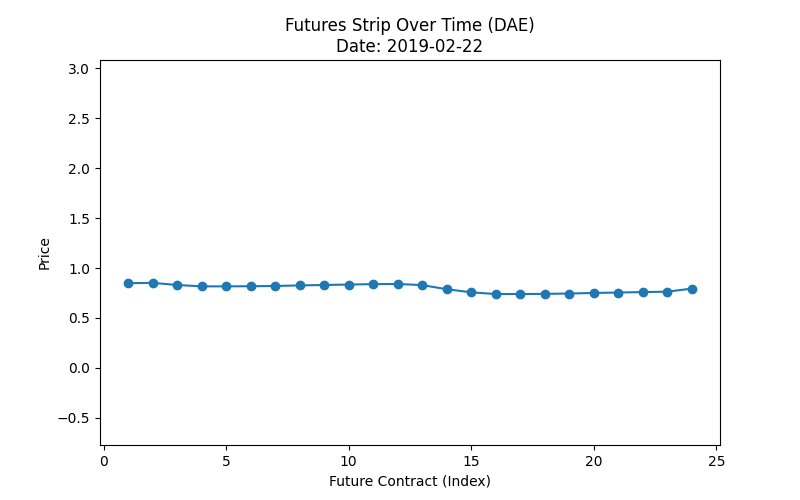 Futures Strip Over Time (DAE)
Date: 2019-02-22
3.0
2.5
2.0
1.5
1.0
0.5
0.0
−0.5
Price
0 5 10 15 20 25
Future Contract (Index)